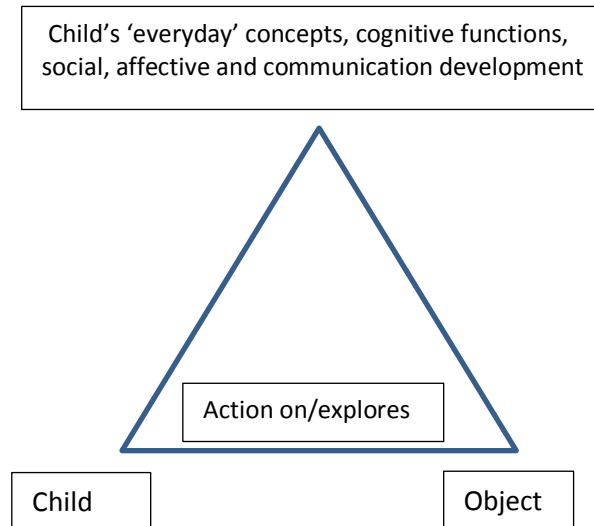 Child’s ‘everyday’ concepts, cognitive functions,
social, affective and communication development
Action on/explores
Child
Object